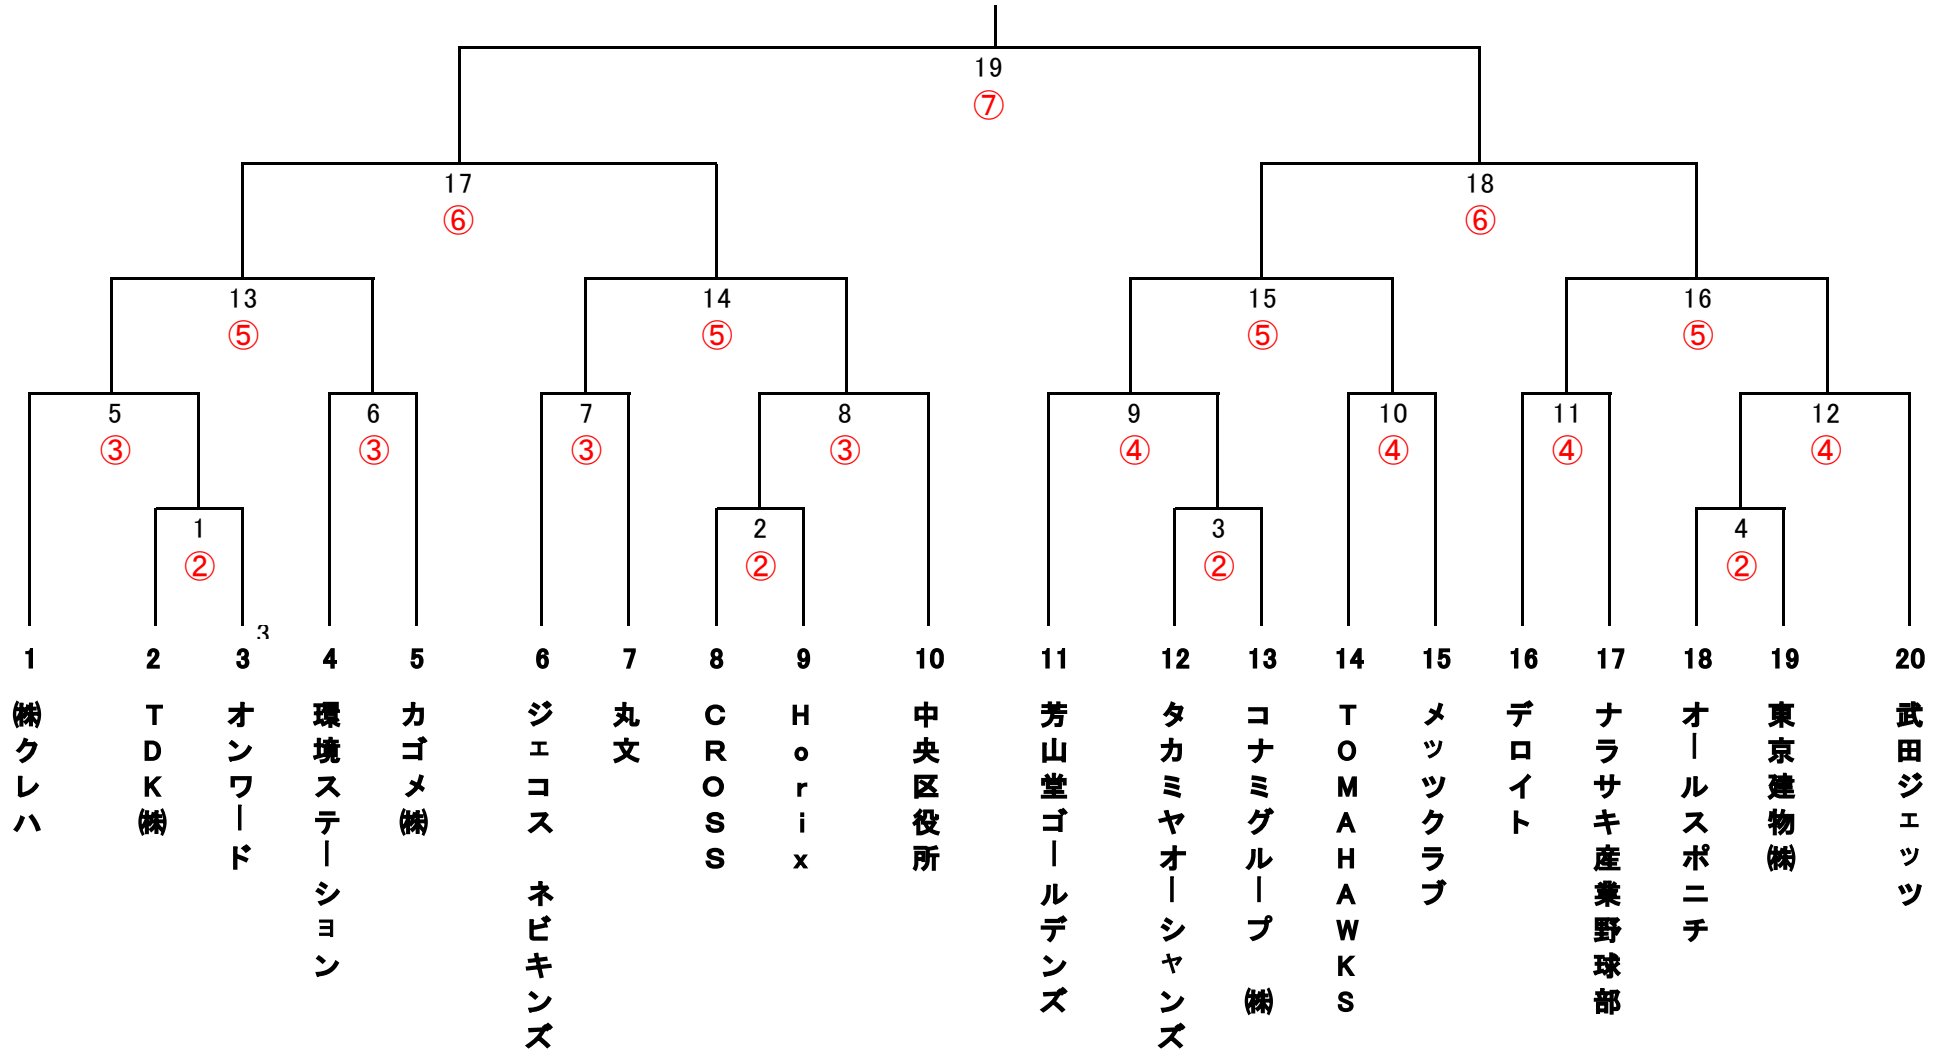 19
⑦
17 18
⑥ ⑥
13 14 15 16
⑤ ⑤ ⑤ ⑤
5 6 7 8 9 10 11 12
③ ③ ③ ③ ④ ④ ④ ④
1 2 3 4
② ② ② ②
3
1 2 3 4 5 6 7 8 9 10 11 12 13 14 15 16 17 18 19 20
㈱クレハ
TDK㈱
オンワード
環境ステーション
カゴメ㈱
ジェコス ネビキンズ
丸文
CROSS
Horix
中央区役所
芳山堂ゴールデンズ
タカミヤオーシャンズ
コナミグループ ㈱
TOMAHAWKS
メッツクラブ
デロイト
ナラサキ産業野球部
オールスポニチ
東京建物㈱
武田ジェッツ